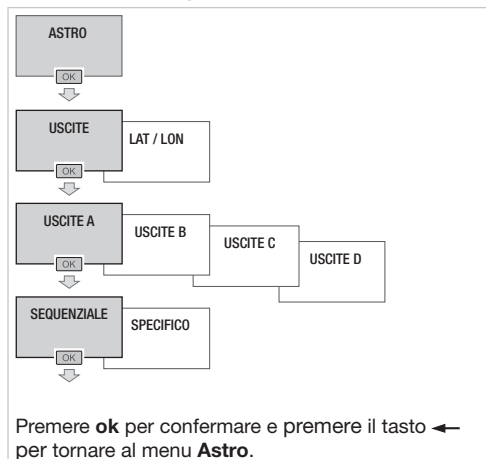 ASTRO
OK
USCITE
LAT / LON
OK
USCITE A
USCITE B
USCITE C
USCITE D
OK
SEQUENZIALE
SPECIFICO
OK
Premere ok per confermare e premere il tasto ←
per tornare al menu Astro.